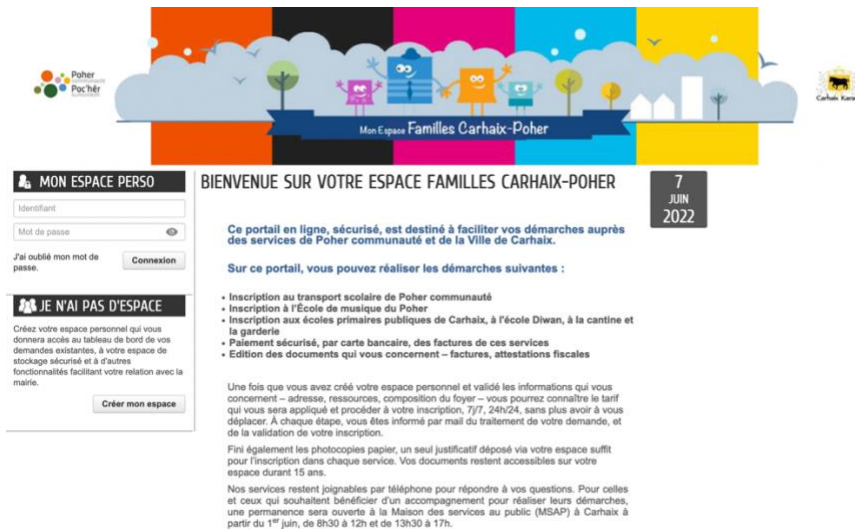 Poher
communauté
Poc'hêr
kumuniezh
Mon Espace Familles Carhaix-Poher
MON ESPACE PERSO
Identifiant
Mot de passe
J'ai oublié mon mot de
passe.
Connexion
JE N'AI PAS D'ESPACE
Créez votre espace personnel qui vous
donnera accès au tableau de bord de vos
demandes existantes, à votre espace de
stockage sécurisé et à d'autres
fonctionnalités facilitant votre relation avec la
mairie.
Créer mon espace
BIENVENUE SUR VOTRE ESPACE FAMILLES CARHAIX-POHER
Ce portail en ligne, sécurisé, est destiné à faciliter vos démarches auprès
des services de Poher communauté et de la Ville de Carhaix.
Sur ce portail, vous pouvez réaliser les démarches suivantes :
• Inscription au transport scolaire de Poher communauté
• Inscription à l'École de musique du Poher
• Inscription aux écoles primaires publiques de Carhaix, à l'école Diwan, à la cantine et
la garderie
• Paiement sécurisé, par carte bancaire, des factures de ces services
• Edition des documents qui vous concernent – factures, attestations fiscales
Une fois que vous avez créé votre espace personnel et validé les informations qui vous
concernent – adresse, ressources, composition du foyer – vous pourrez connaître le tarif
qui vous sera appliqué et procéder à votre inscription, 7j/7, 24h/24, sans plus avoir à vous
déplacer. À chaque étape, vous êtes informé par mail du traitement de votre demande, et
de la validation de votre inscription.
Fini également les photocopies papier, un seul justificatif déposé via votre espace suffit
pour l'inscription dans chaque service. Vos documents restent accessibles sur votre
espace durant 15 ans.
Nos services restent joignables par téléphone pour répondre à vos questions. Pour celles
et ceux qui souhaitent bénéficier d'un accompagnement pour réaliser leurs démarches,
une permanence sera ouverte à la Maison des services au public (MSAP) à Carhaix à
partir du 1er juin, de 8h30 à 12h et de 13h30 à 17h.
7
JUIN
2022
Carhaix